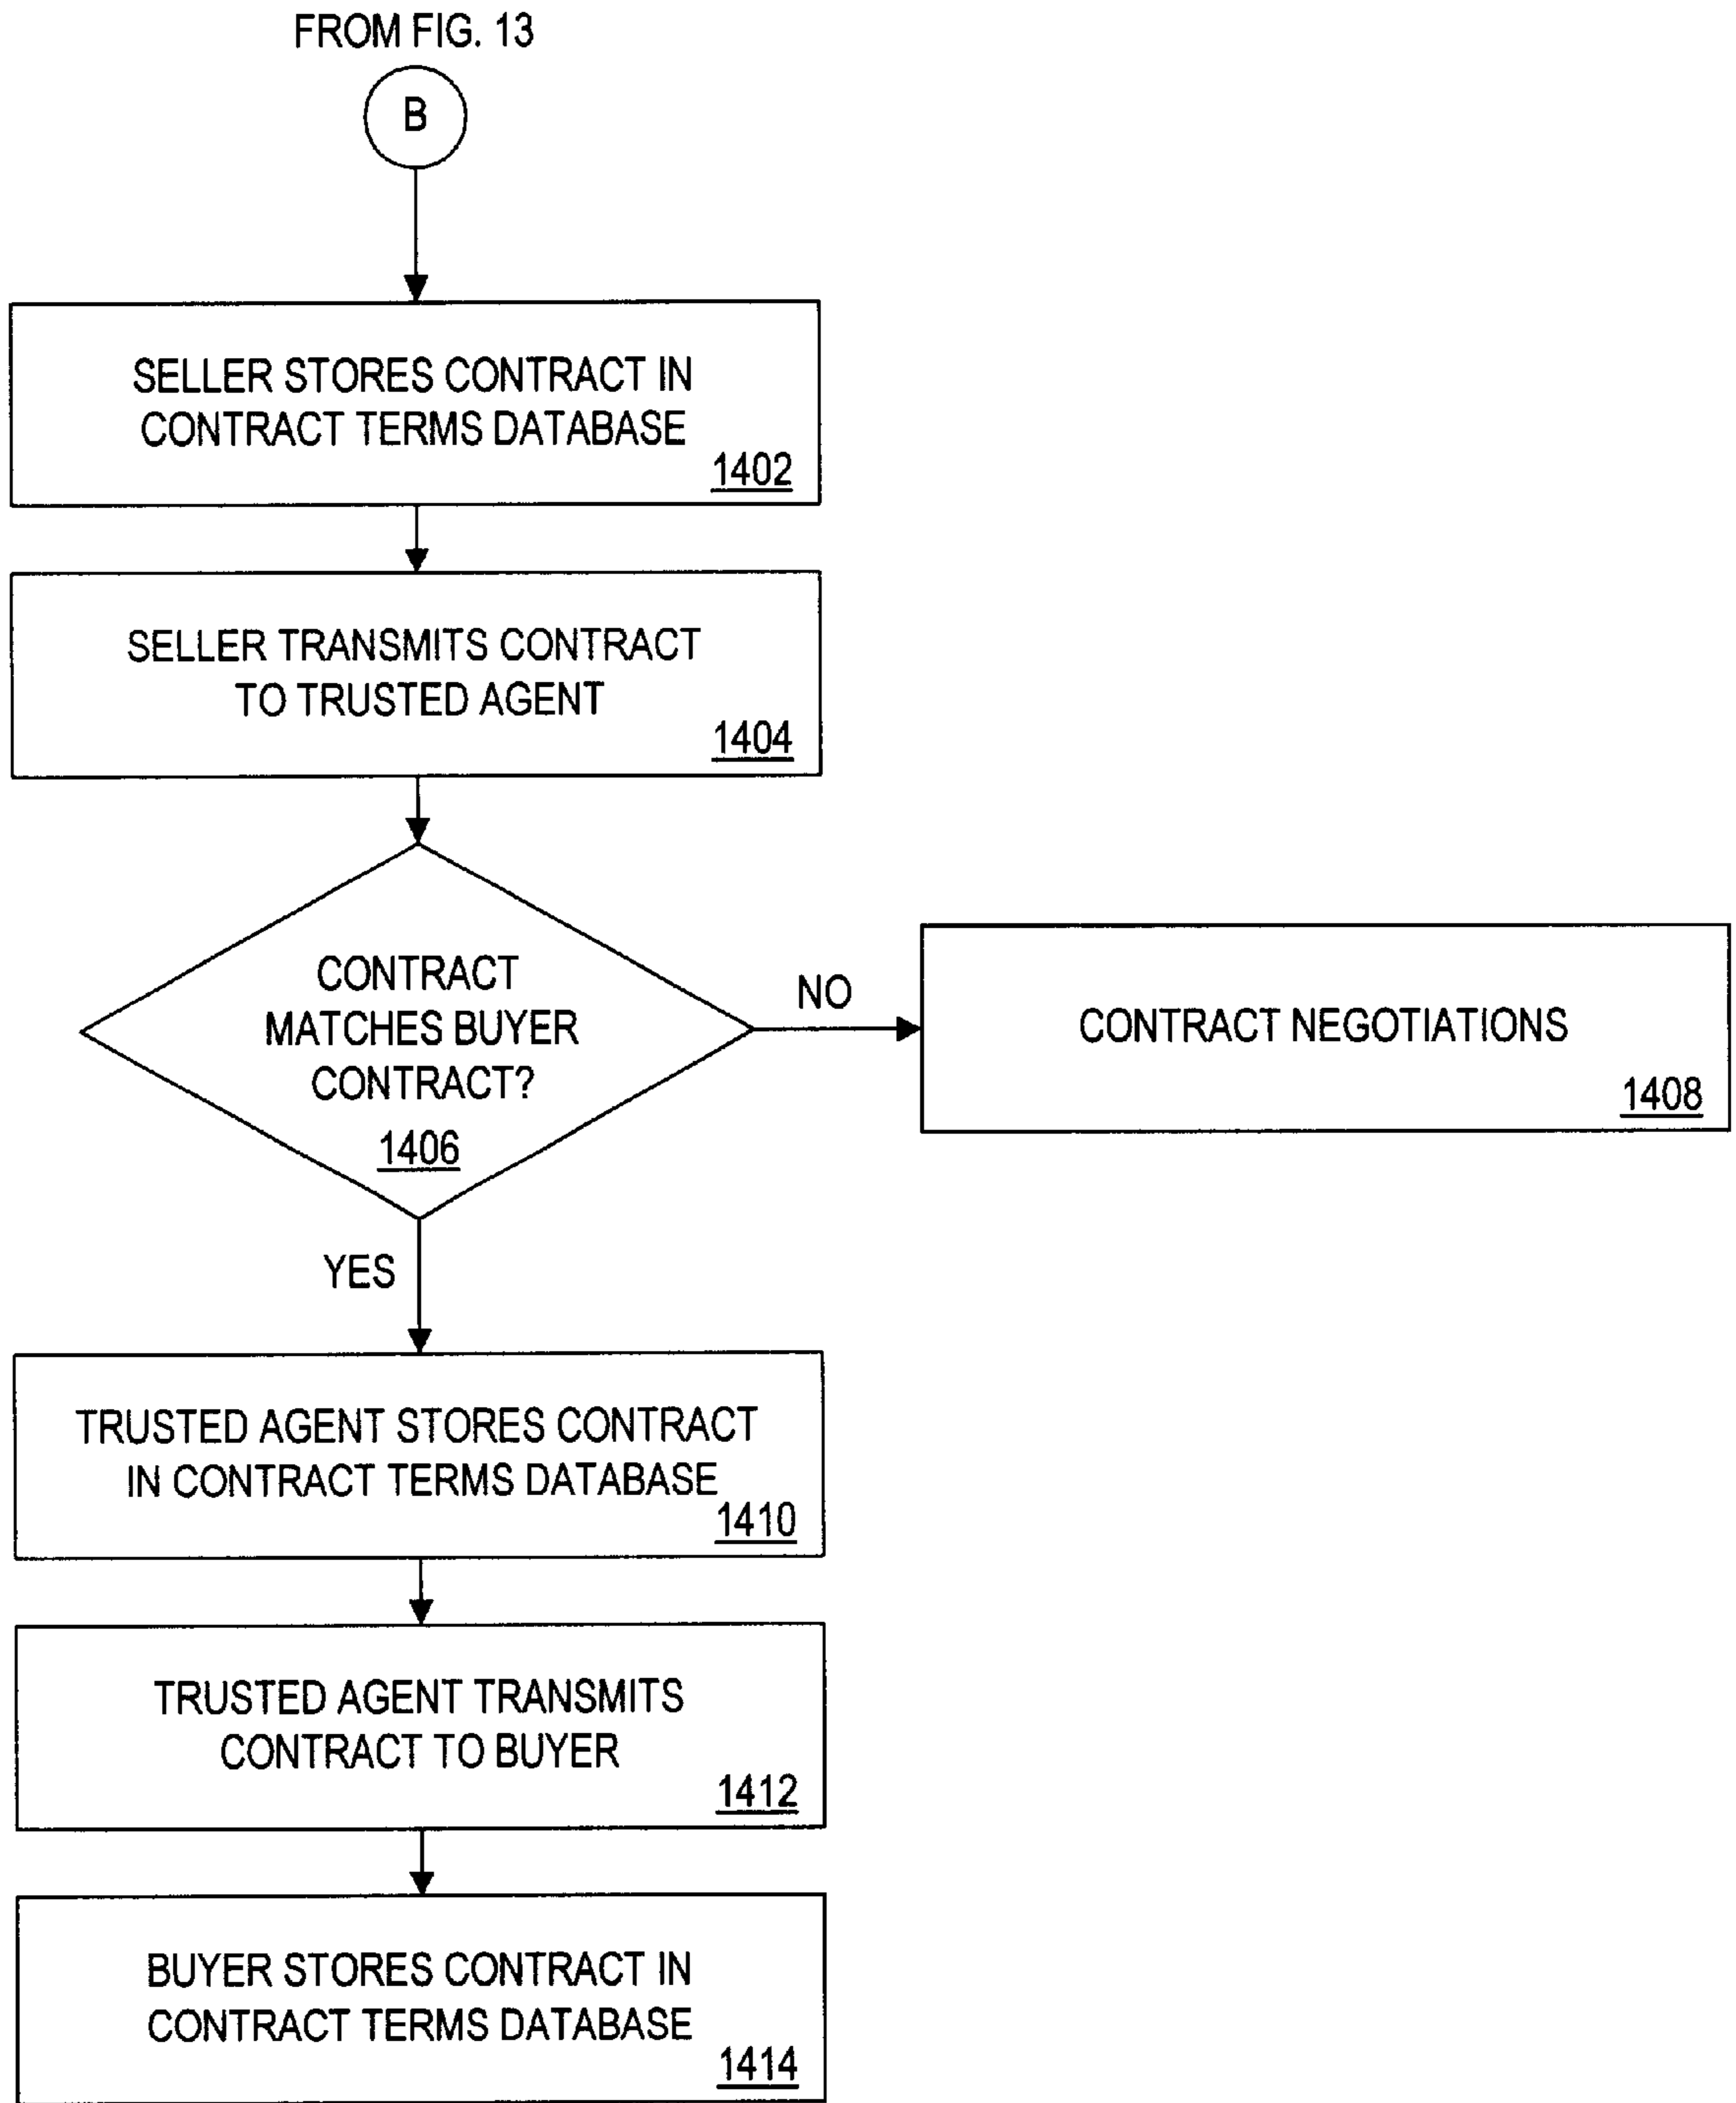 FROM FIG. 13
B
SELLER STORES CONTRACT IN
CONTRACT TERMS DATABASE
1402
SELLER TRANSMITS CONTRACT
TO TRUSTED AGENT
1404
CONTRACT
MATCHES BUYER
CONTRACT?
1406
NO
CONTRACT NEGOTIATIONS
1408
YES
TRUSTED AGENT STORES CONTRACT
IN CONTRACT TERMS DATABASE
1410
TRUSTED AGENT TRANSMITS
CONTRACT TO BUYER
1412
BUYER STORES CONTRACT IN
CONTRACT TERMS DATABASE
1414